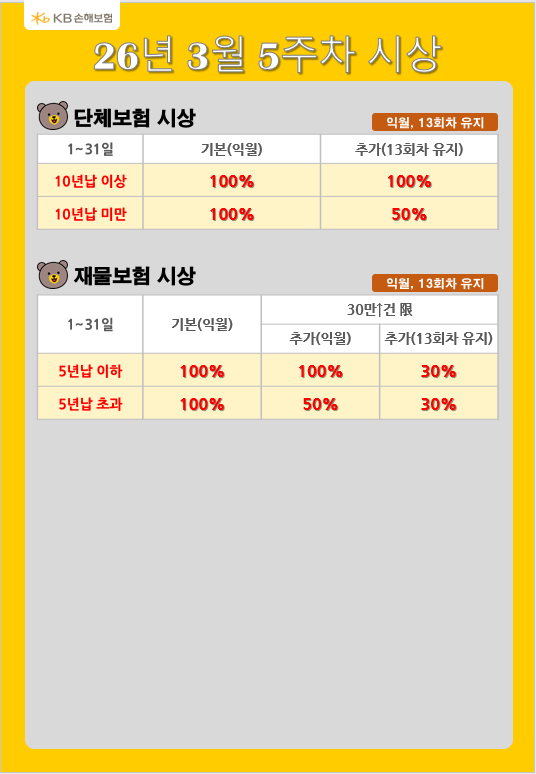 KB손해보험
26년 3월 5주차 시상
단체보험 시상
익월, 13회차 유지
1~31일 기본(익월) 추가(13회차 유지)
10년납 이상 100% 100%
10년납 미만 100% 50%
재물보험 시상
익월, 13회차 유지
1~31일 기본(익월) 30만↑건 限
추가(익월) 추가(13회차 유지)
5년납 이하 100% 100% 30%
5년납 초과 100% 50% 30%